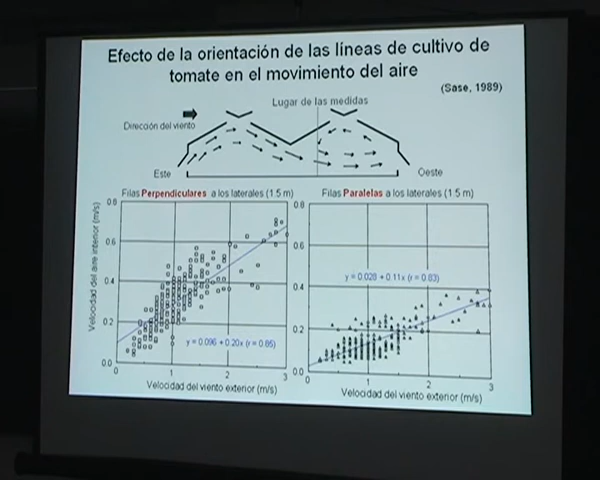 Efecto de la orientación de las líneas de cultivo de
tomate en el movimiento del aire
(Sase, 1989)
Lugar de las medidas
Dirección del viento
Este
Oeste
Filas Perpendiculares a los laterales (1.5 m)
Filas Paralelas a los laterales (1.5 m)
Velocidad del aire interior (m/s)
0.8
0.6
0.4
0.2
0.0
y = 0.096 + 0.20x (r = 0.85)
0
1
2
3
Velocidad del viento exterior (m/s)
0.8
0.6
0.4
0.2
0.0
y = 0.028 + 0.11x (r = 0.83)
0
1
2
3
Velocidad del viento exterior (m/s)